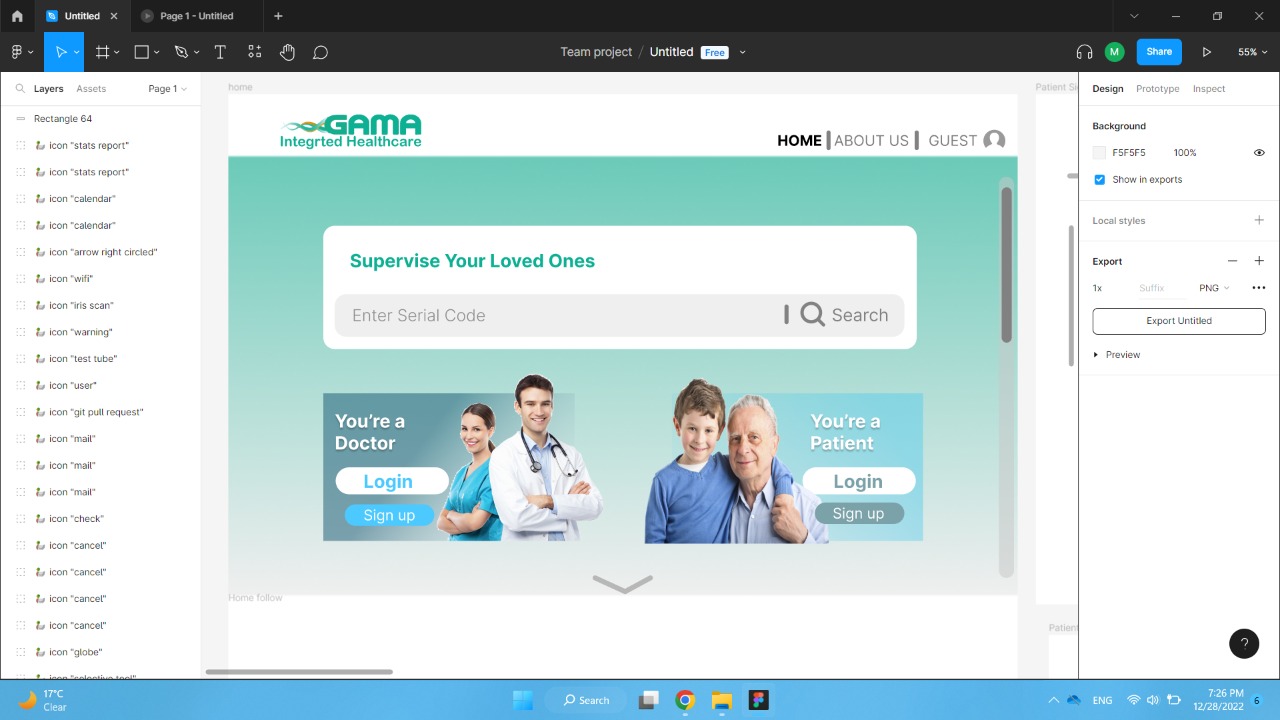 Untitled
Page 1 - Untitled
Team project / Untitled Free
M
Share
55%
Layers
Assets
Page 1
Rectangle 64
icon "stats report"
icon "stats report"
icon "calendar"
icon "calendar"
icon "arrow right circled"
icon "wifi"
icon "iris scan"
icon "warning"
icon "test tube"
icon "user"
icon "git pull request"
icon "mail"
icon "mail"
icon "mail"
icon "check"
icon "cancel"
icon "cancel"
icon "cancel"
icon "cancel"
icon "globe"
icon "selective tool"
home
GAMA
Integrted Healthcare
HOME
ABOUT US
GUEST
Supervise Your Loved Ones
Enter Serial Code
Search
You're a
Doctor
Login
Sign up
You're a
Patient
Login
Sign up
Home follow
Patient
Design
Prototype
Inspect
Background
F5F5F5
100%
Show in exports
Local styles
Export
1x
Suffix
PNG
Export Untitled
Preview
?
17°C
Clear
Search
ENG
7:26 PM
12/28/2022
6